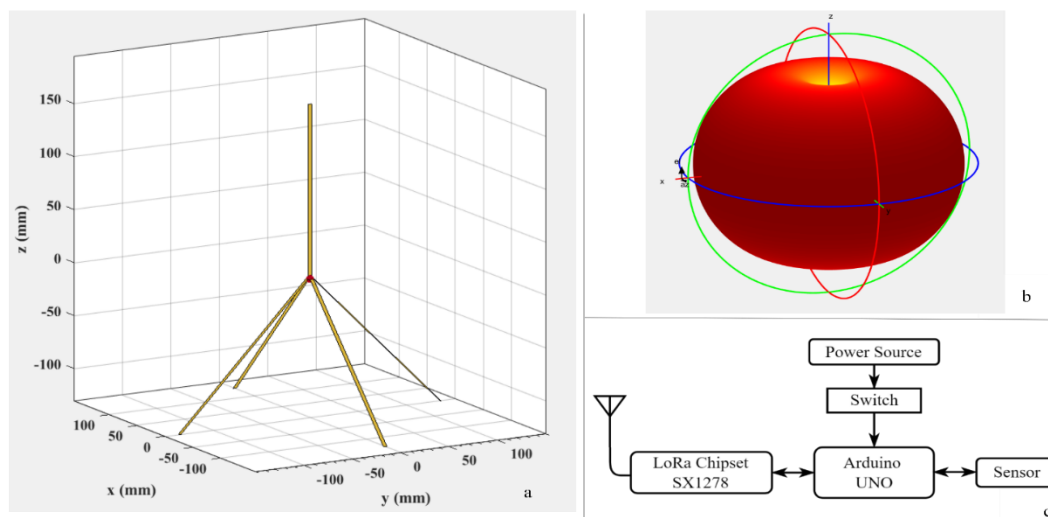 150
100
50
0
-50
-100
z (mm)
100
50
0
-50
-100
x (mm)
-100
-50
0
50
100
y (mm)
a
z
x
az
y
b
Power Source
Switch
LoRa Chipset
SX1278
Arduino
UNO
Sensor
c